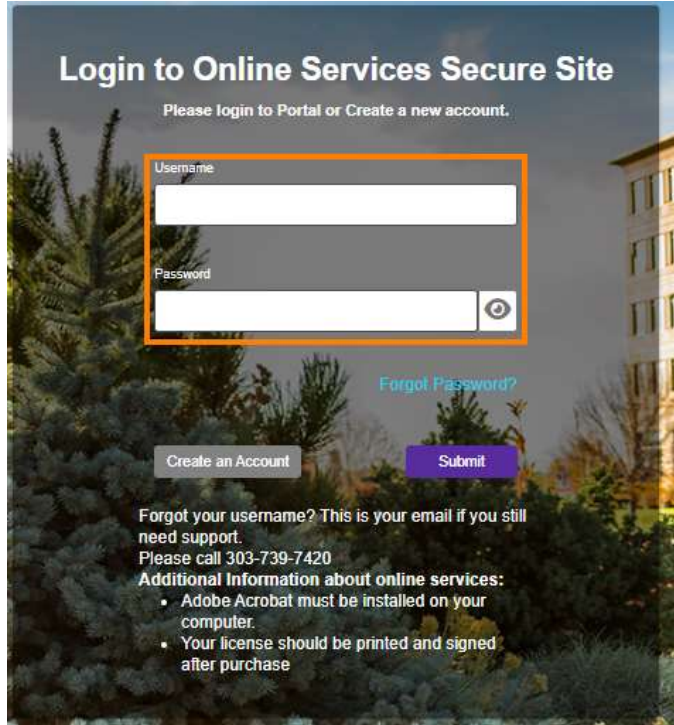 Login to Online Services Secure Site
Please login to Portal or Create a new account.
Username
Password
Forgot Password?
Create an Account
Submit
Forgot your username? This is your email if you still
need support.
Please call 303-739-7420
Additional Information about online services:
• Adobe Acrobat must be installed on your
computer.
• Your license should be printed and signed
after purchase